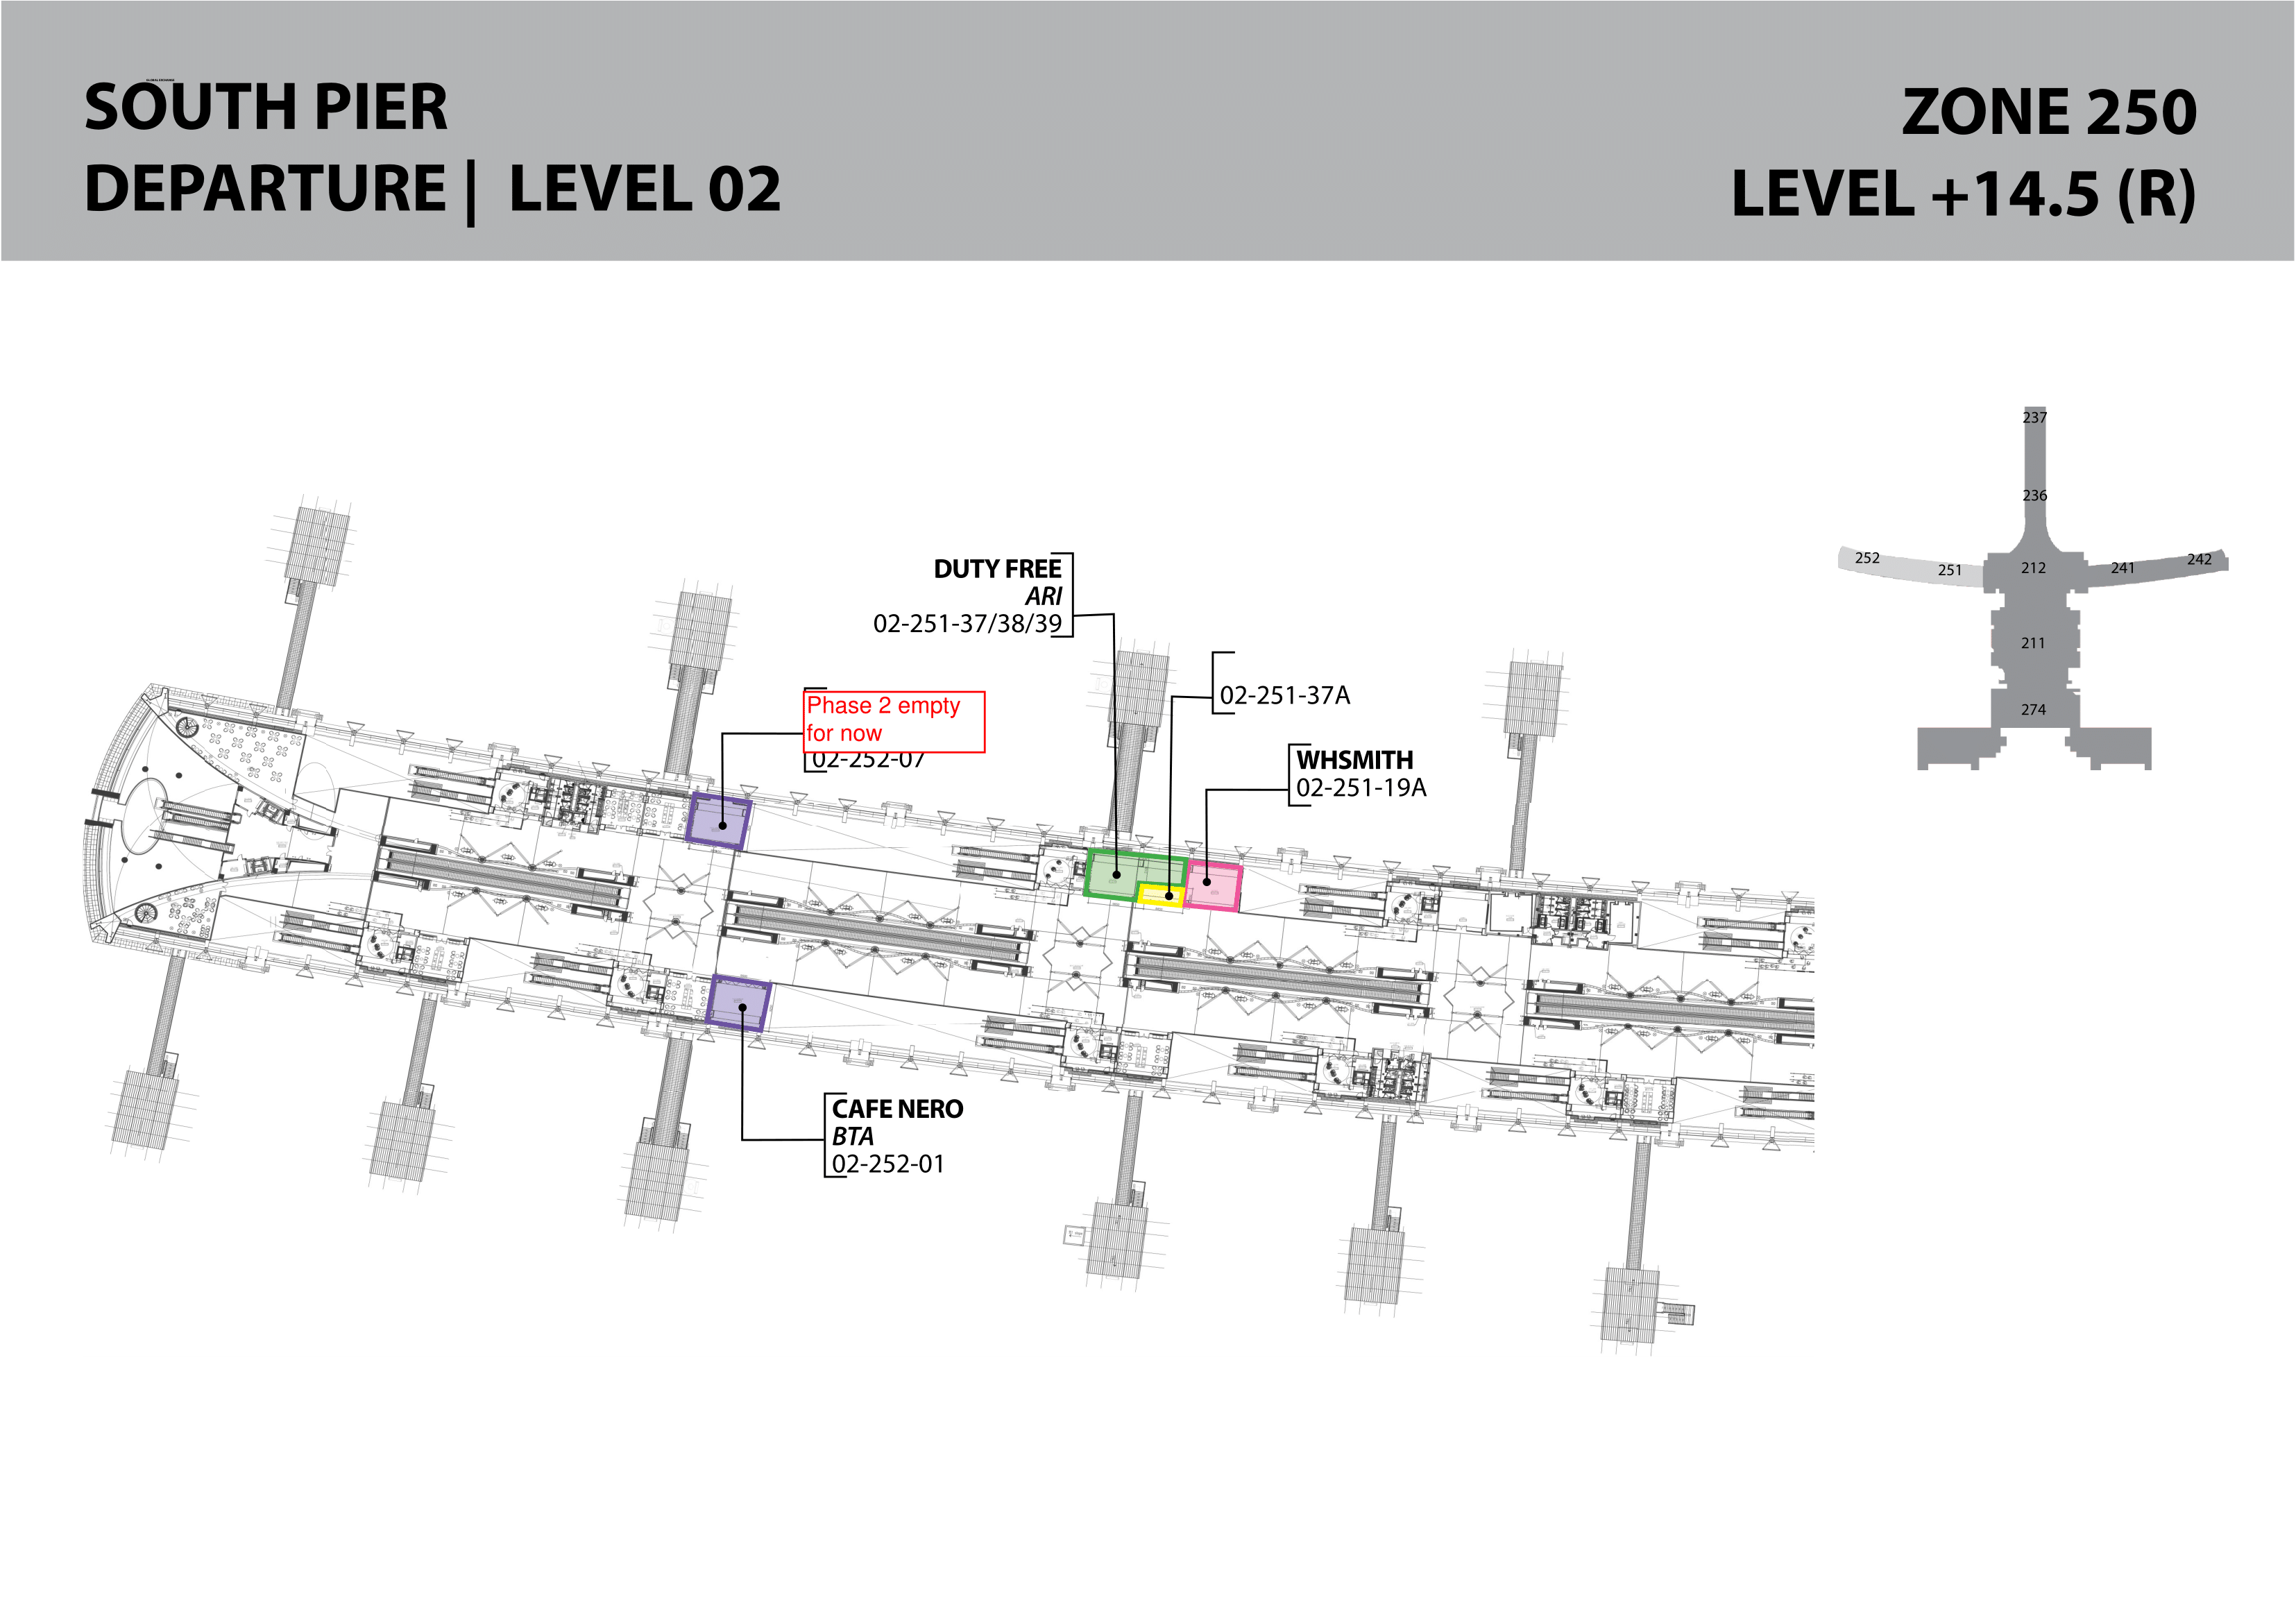 SOUTH PIER
DEPARTURE | LEVEL 02
ZONE 250
LEVEL +14.5 (R)
237
236
252
251
212
241
242
211
274
DUTY FREE
ARI
02-251-37/38/39
02-251-37A
Phase 2 empty
for now
02-252-07
WHSMITH
02-251-19A
CAFE NERO
BTA
02-252-01